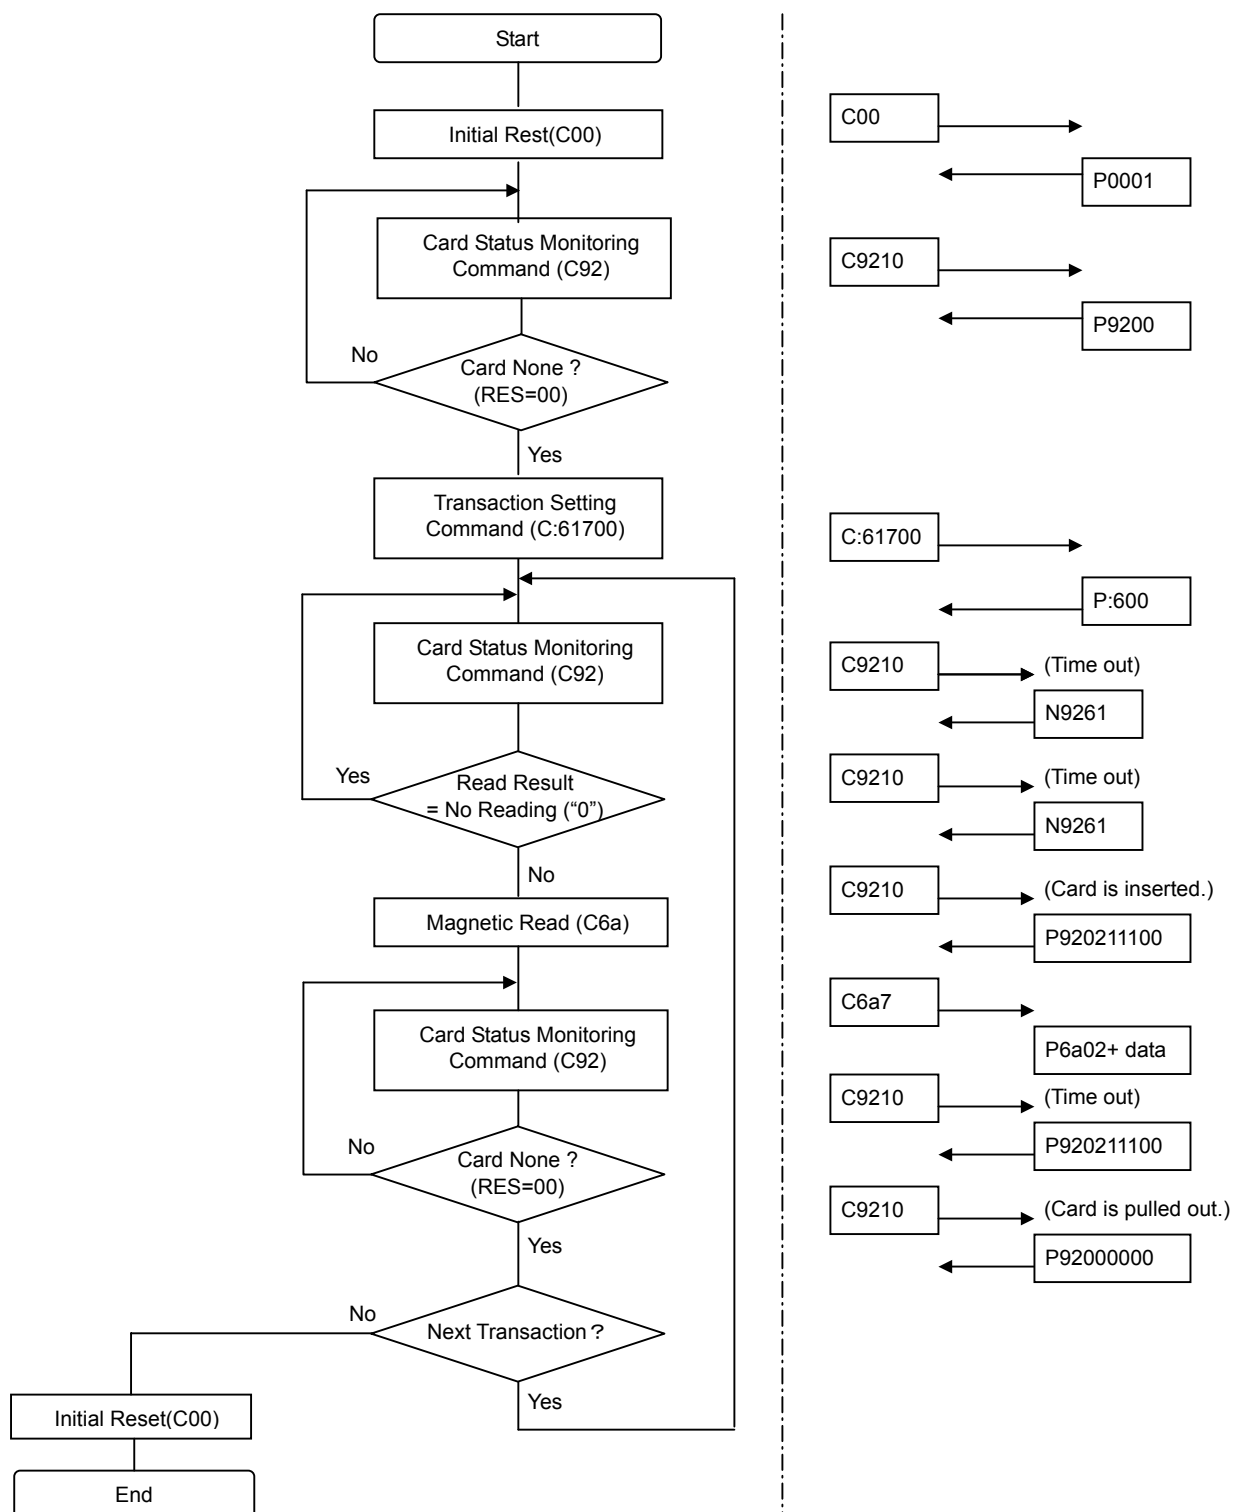 Start
Initial Rest(C00)
Card Status Monitoring
Command (C92)
No
Card None ?
(RES=00)
Yes
Transaction Setting
Command (C:61700)
Card Status Monitoring
Command (C92)
Yes
Read Result
= No Reading (“0”)
No
Magnetic Read (C6a)
Card Status Monitoring
Command (C92)
No
Card None ?
(RES=00)
Yes
No
Next Transaction?
Yes
Initial Reset(C00)
End
C00
P0001
C9210
P9200
C:61700
P:600
C9210
(Time out)
N9261
C9210
(Time out)
N9261
C9210
(Card is inserted.)
P920211100
C6a7
P6a02+ data
C9210
(Time out)
P920211100
C9210
(Card is pulled out.)
P92000000